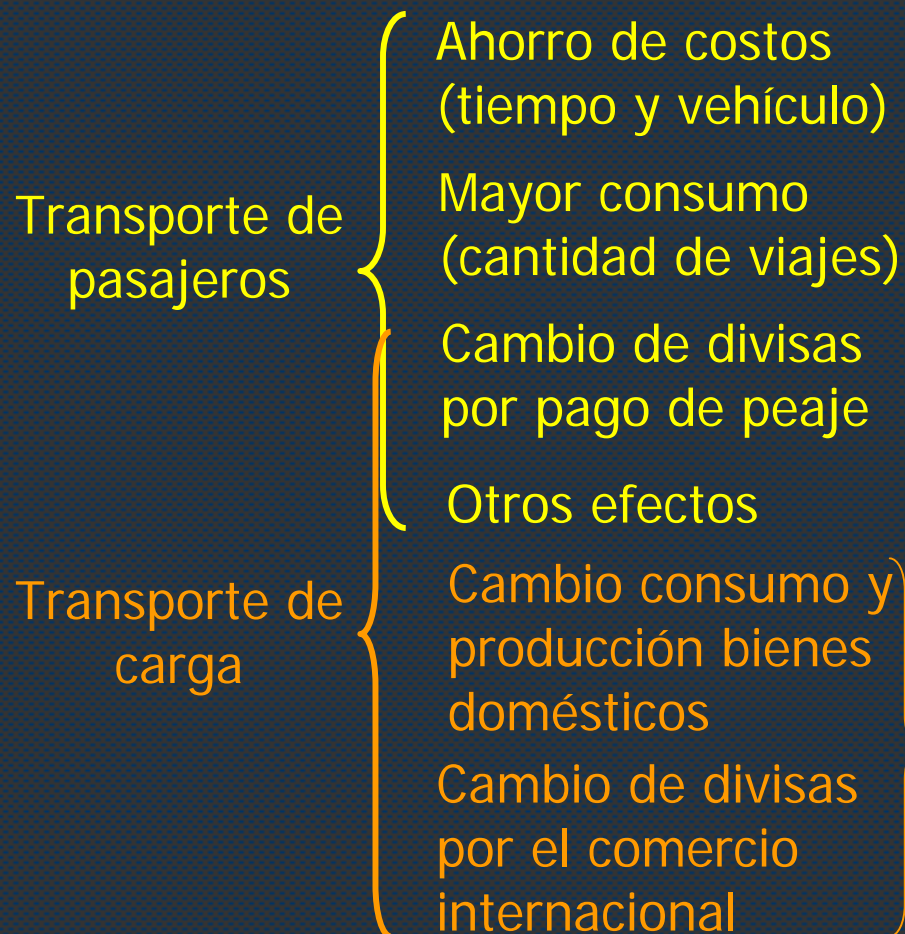 Transporte de
pasajeros
Ahorro de costos
(tiempo y vehículo)
Mayor consumo
(cantidad de viajes)
Cambio de divisas
por pago de peaje
Otros efectos
Transporte de
carga
Cambio consumo y
producción bienes
domésticos
Cambio de divisas
por el comercio
internacional